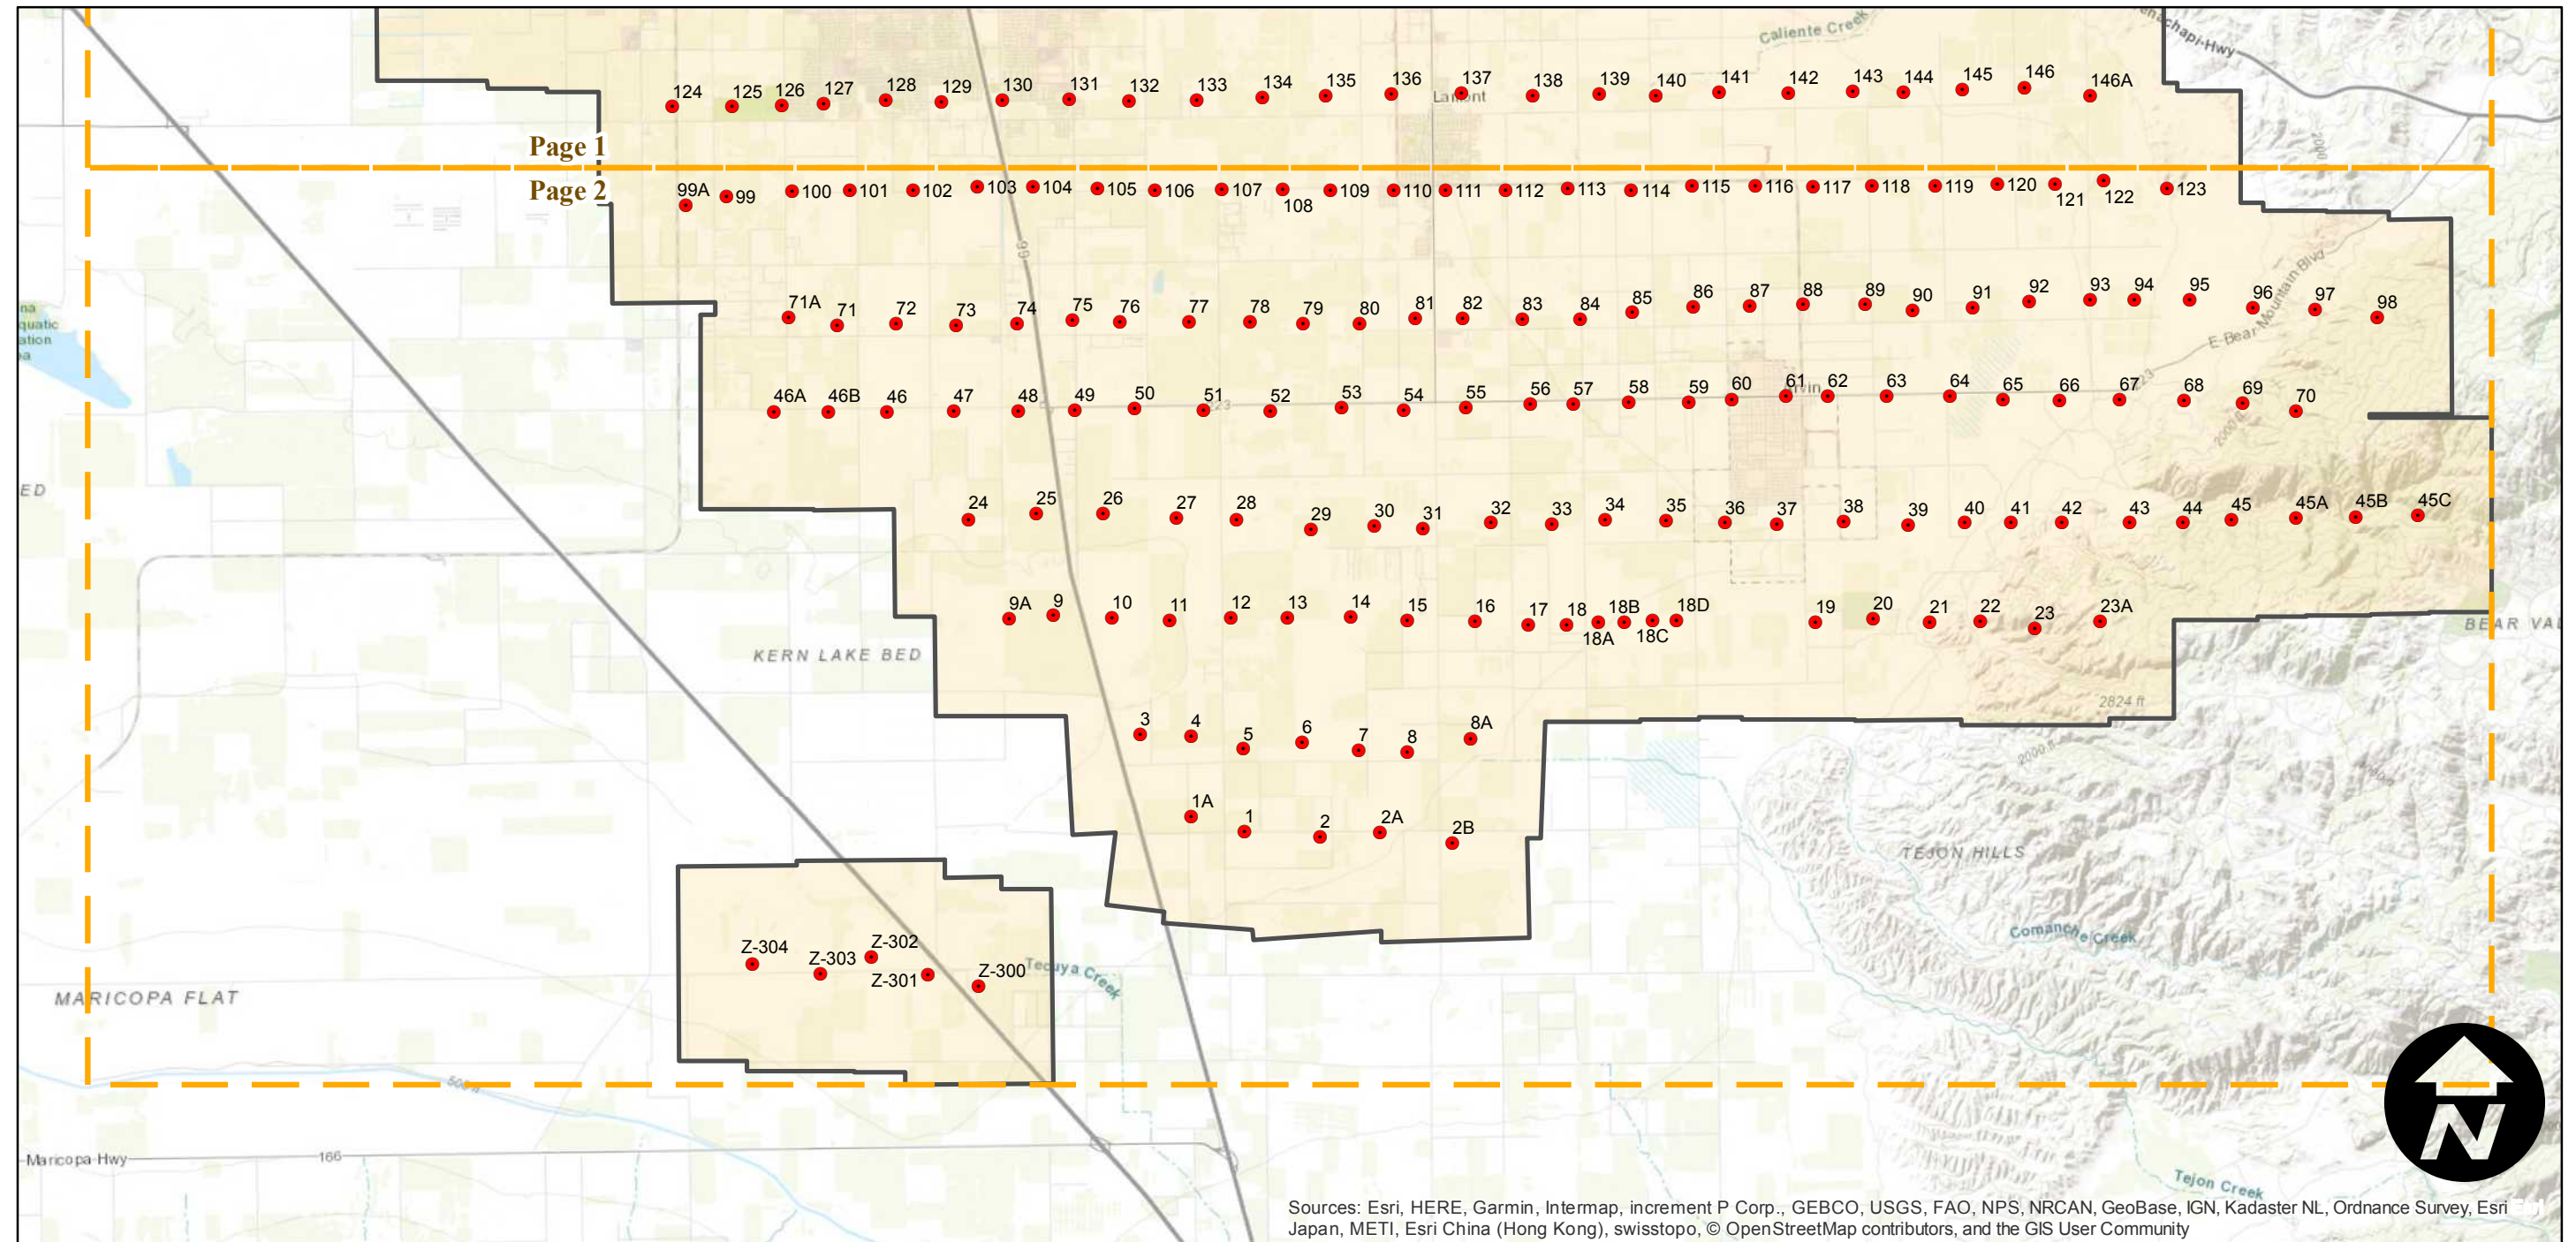 Caliente Creek
chapi-Hwy
124 125 126 127 128 129 130 131 132 133 134 135 136 137 138 139 140 141 142 143 144 145 146 146A
Lamont
Page 1
Page 2
99A 99 100 101 102 103 104 105 106 107 108 109 110 111 112 113 114 115 116 117 118 119 120 121 122 123
99
E Bear Mountain Blvd
71A 71 72 73 74 75 76 77 78 79 80 81 82 83 84 85 86 87 88 89 90 91 92 93 94 95 96 97 98
46A 46B 46 47 48 49 50 51 52 53 54 55 56 57 58 59 60 61 62 63 64 65 66 67 68 69 70
223
223
24 25 26 27 28 29 30 31 32 33 34 35 36 37 38 39 40 41 42 43 44 45 45A 45B 45C
9A 9 10 11 12 13 14 15 16 17 18 18A 18B 18C 18D 19 20 21 22 23 23A
KERN LAKE BED
BEAR VAL
2824 ft
2000 ft
3 4 5 6 7 8 8A
1A 1 2 2A 2B
TEJON HILLS
Comanche Creek
Z-304 Z-303 Z-302 Z-301 Z-300
Tecuya Creek
MARICOPA FLAT
500 ft
Maricopa Hwy
166
Tejon Creek
N
Sources: Esri, HERE, Garmin, Intermap, increment P Corp., GEBCO, USGS, FAO, NPS, NRCAN, GeoBase, IGN, Kadaster NL, Ordnance Survey, Esri
Japan, METI, Esri China (Hong Kong), swisstopo, © OpenStreetMap contributors, and the GIS User Community